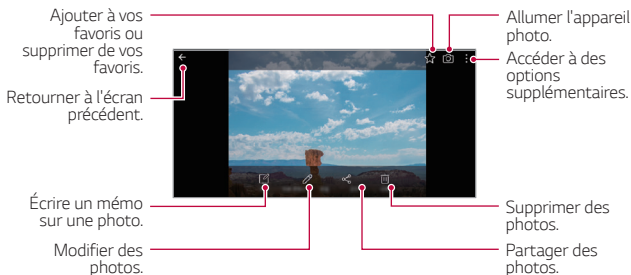 Ajouter à vos
favoris ou
supprimer de vos
favoris.
Retourner à l'écran
précédent.
Écrire un mémo
sur une photo.
Modifier des
photos.
Allumer l'appareil
photo.
Accéder à des
options
supplémentaires.
Supprimer des
photos.
Partager des
photos.